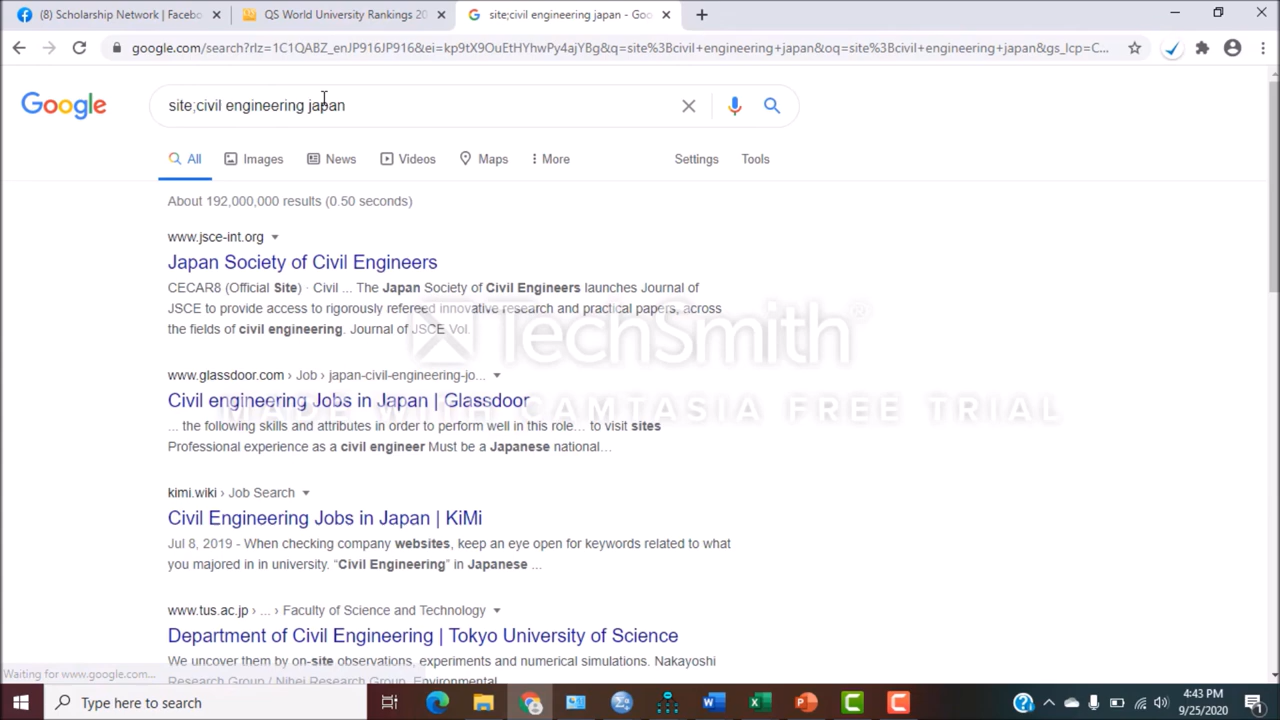 (8) Scholarship Network | Facebo
QS World University Rankings 20
site;civil engineering japan - Goo
google.com/search?rlz=1C1QABZ_enJP916JP916&ei=kp9tX9OuEtHYhwPy4ajYBg&q=site%3Bcivil+engineering+japan&oq=site%3Bcivil+engineering+japan&gs_lcp=C...
Google
site;civil engineering japan
All Images News Videos Maps More Settings Tools
About 192,000,000 results (0.50 seconds)
www.jsce-int.org
Japan Society of Civil Engineers
CECAR8 (Official Site) · Civil ... The Japan Society of Civil Engineers launches Journal of
JSCE to provide access to rigorously refereed innovative research and practical papers, across
the fields of civil engineering. Journal of JSCE Vol.
TechSmith®
MADE WITH CAMTASIA FREE TRIAL
www.glassdoor.com › Job › japan-civil-engineering-jo...
Civil engineering Jobs in Japan | Glassdoor
... the following skills and attributes in order to perform well in this role… to visit sites
Professional experience as a civil engineer Must be a Japanese national…
kimi.wiki › Job Search
Civil Engineering Jobs in Japan | KiMi
Jul 8, 2019 - When checking company websites, keep an eye open for keywords related to what
you majored in in university. “Civil Engineering” in Japanese ...
www.tus.ac.jp › ... › Faculty of Science and Technology
Department of Civil Engineering | Tokyo University of Science
We uncover them by on-site observations, experiments and numerical simulations. Nakayoshi
Research Group / Nihei Research Group. Environmental
Waiting for www.google.com...
Type here to search
4:43 PM
9/25/2020
1